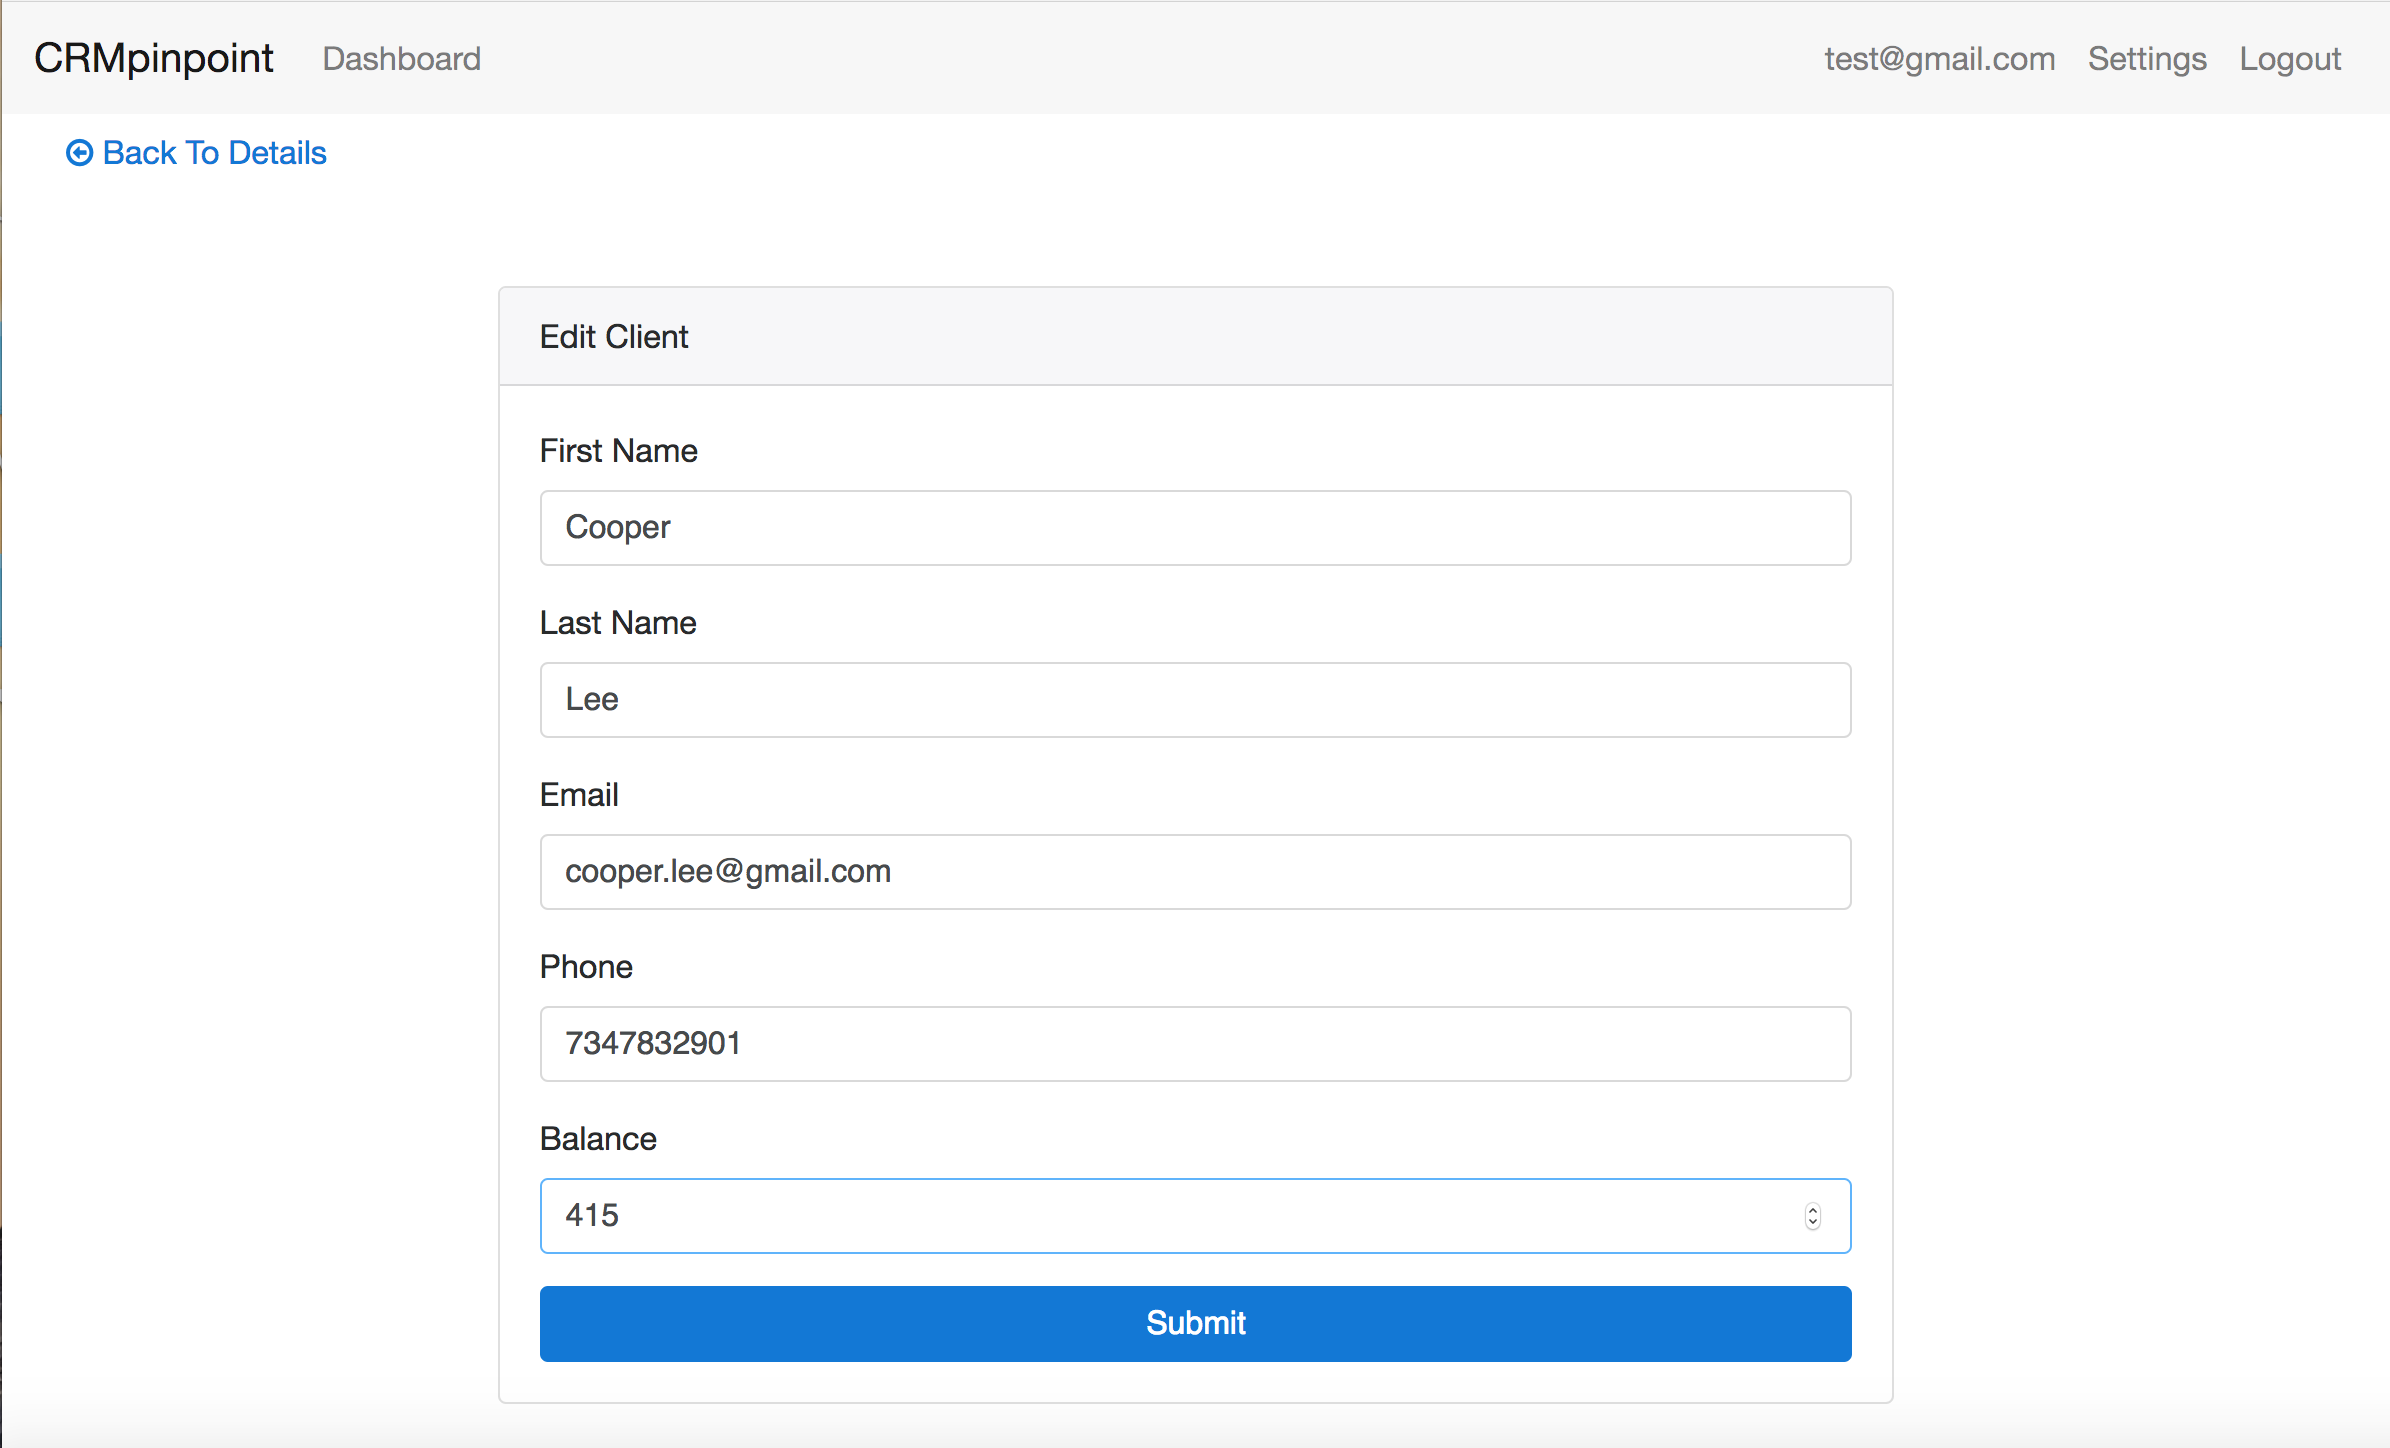 CRMpinpoint Dashboard test@gmail.com Settings Logout
Back To Details
Edit Client
First Name
Cooper
Last Name
Lee
Email
cooper.lee@gmail.com
Phone
7347832901
Balance
415
Submit